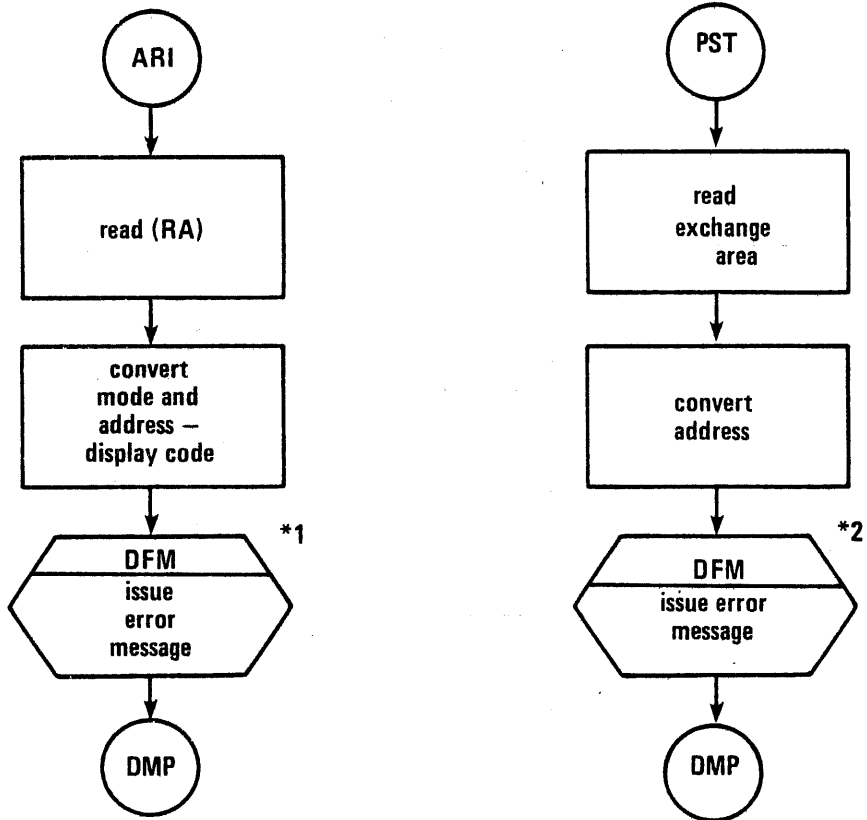 ARI
read (RA)
convert
mode and
address —
display code
*1
DFM
issue
error
message
DMP
PST
read
exchange
area
convert
address
*2
DFM
issue error
message
DMP